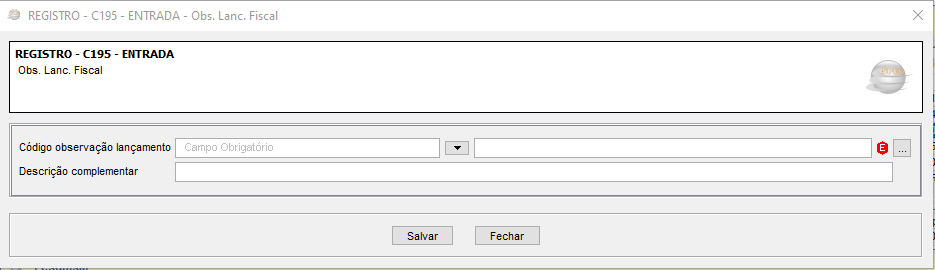 REGISTRO - C195 - ENTRADA - Obs. Lanc. Fiscal
REGISTRO - C195 - ENTRADA
Obs. Lanc. Fiscal
Código observação lançamento Campo Obrigatório E ...
Descrição complementar
Salvar Fechar